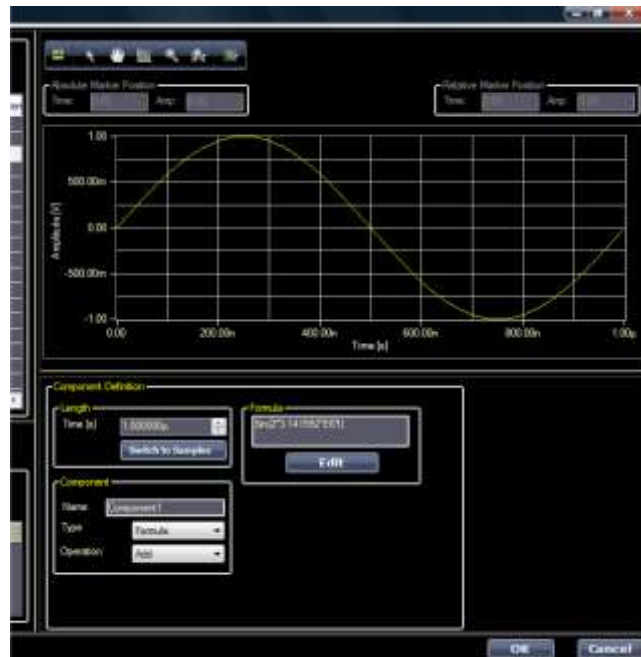 Absolute Marker Position
Time:
Amp:
Relative Marker Position
Time:
Amp:
1.00
500.00m
0.00
-500.00m
-1.00
Amplitude [V]
0.00
200.00n
400.00n
600.00n
800.00n
1.00µ
Time [s]
Component Definition
Length
Time [s]
1.000000µ
Switch to Samples
Formula
Edit
Component
Name
Component1
Type
Formula
Operation
Add
OK
Cancel